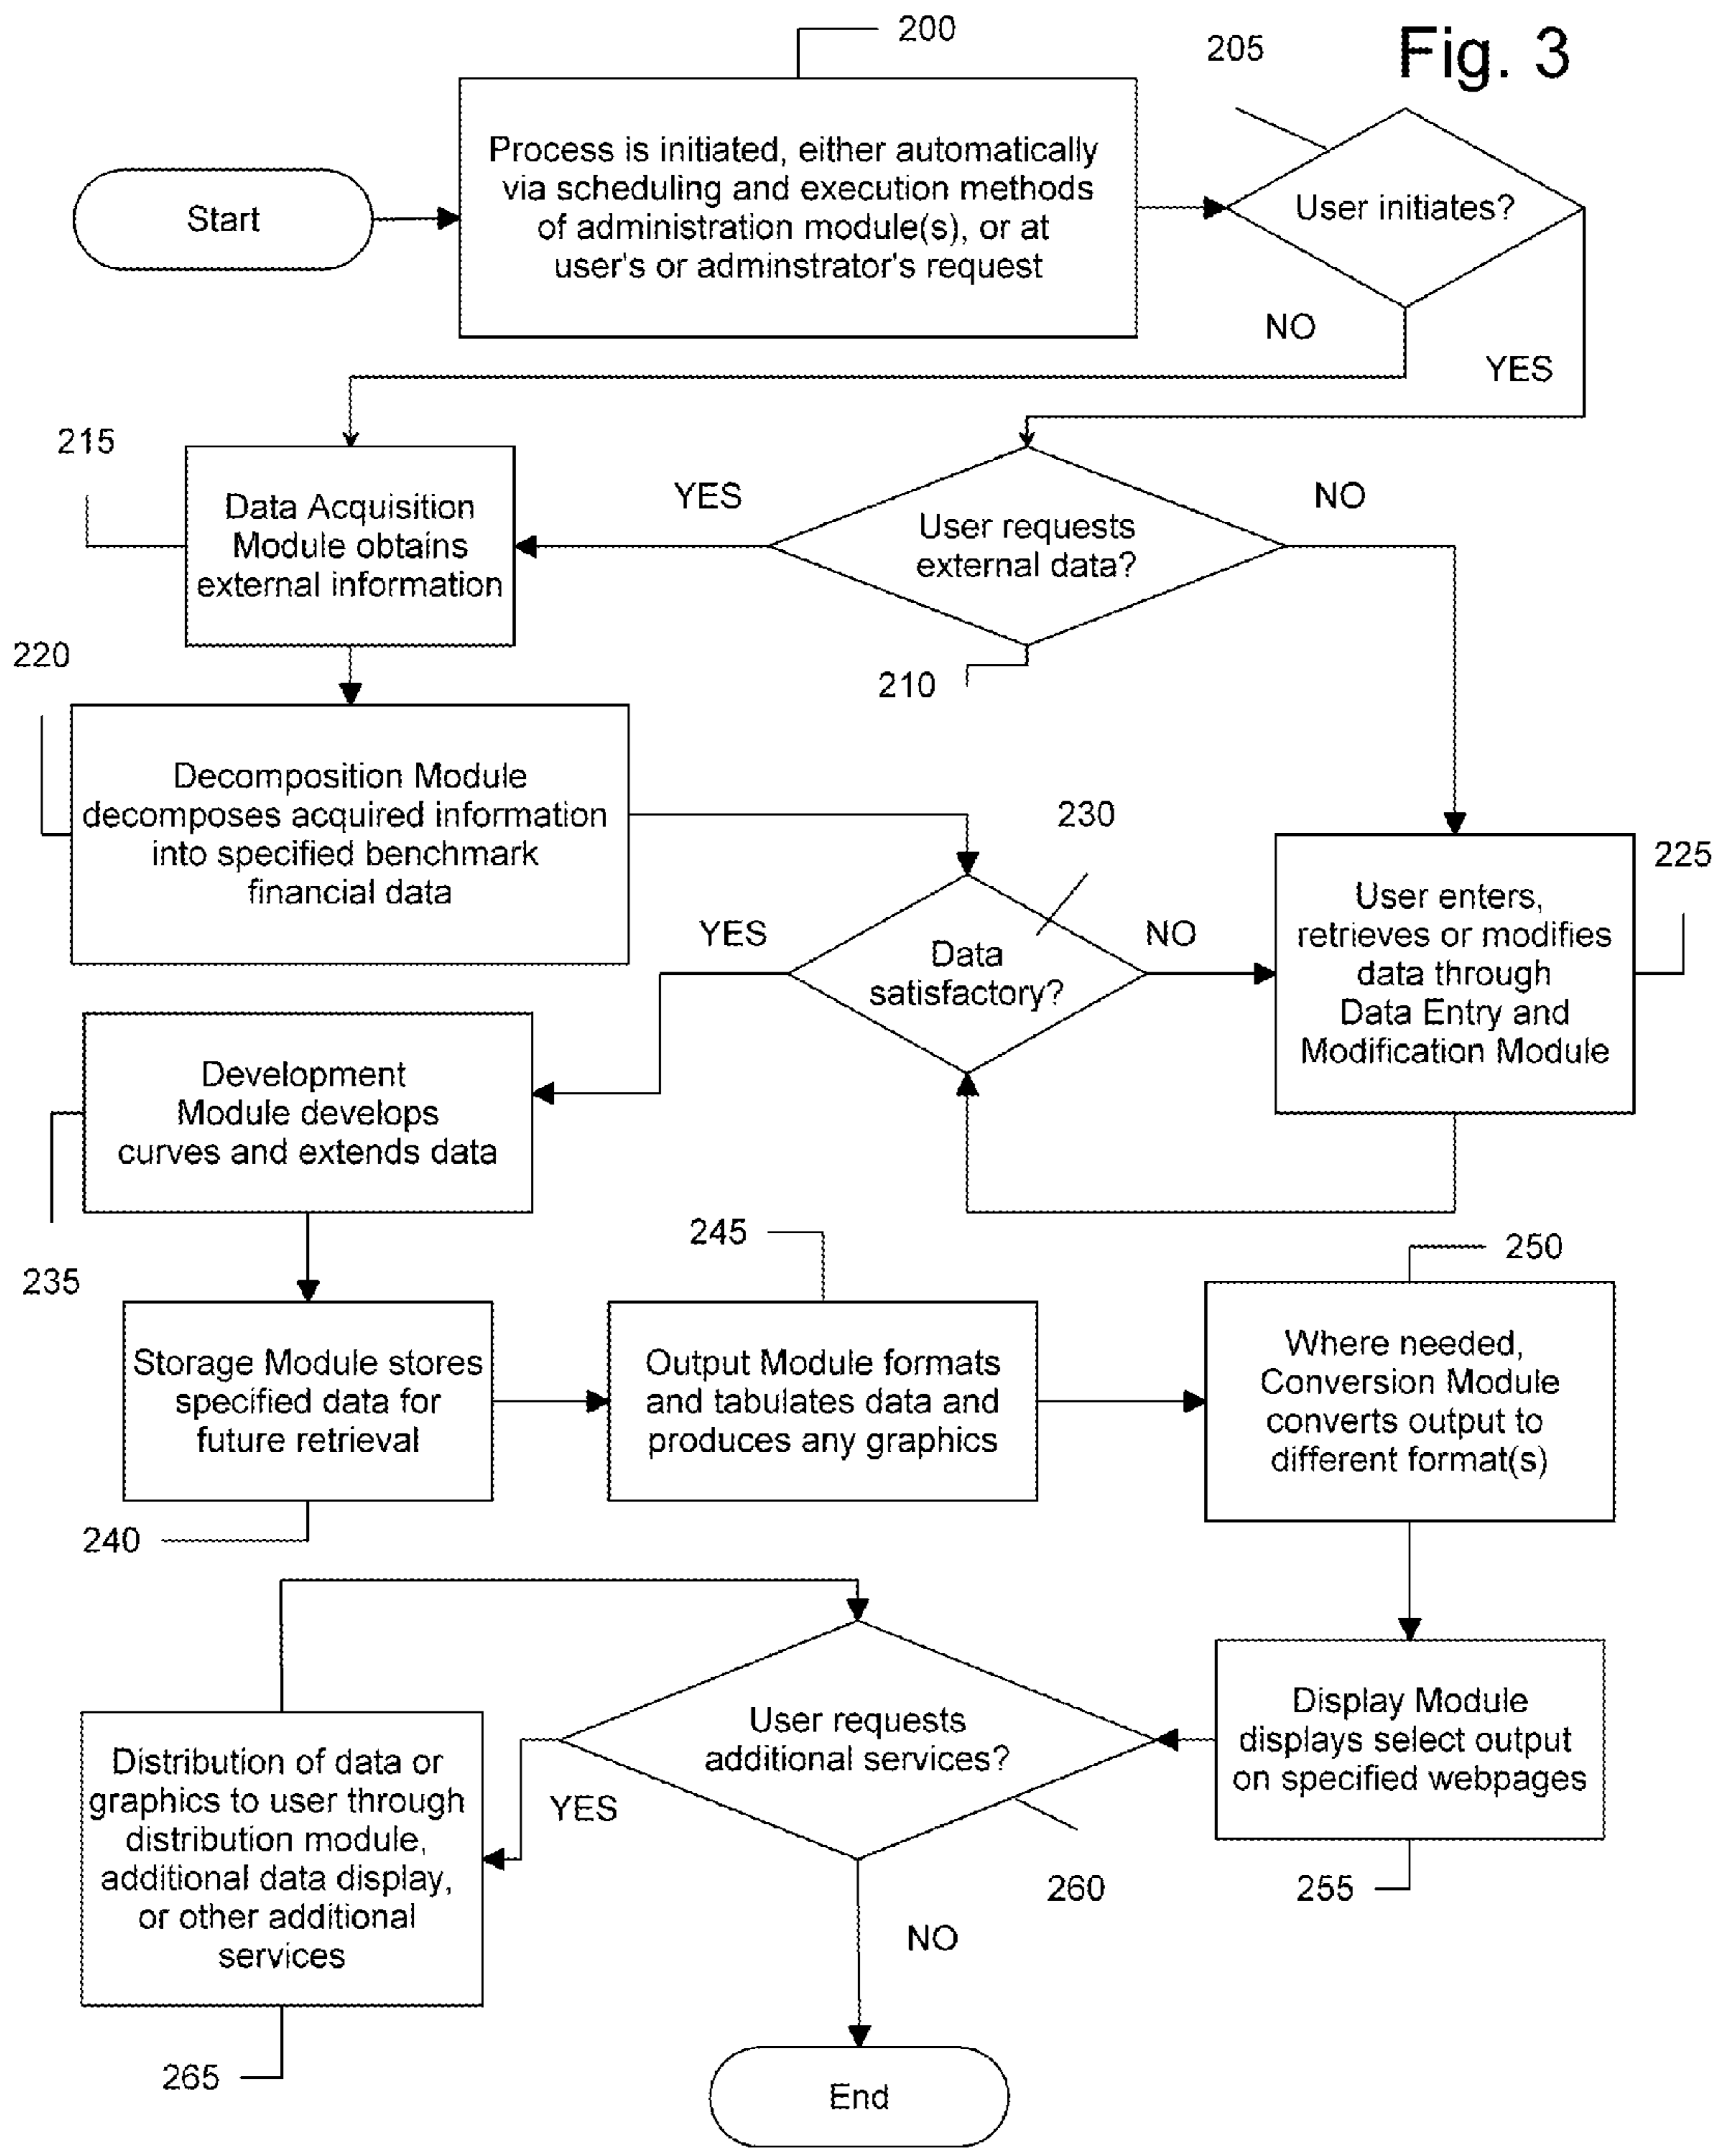 200
205
Fig. 3
Start
Process is initiated, either automatically
via scheduling and execution methods
of administration module(s), or at
user's or adminstrator's request
User initiates?
NO
YES
215
Data Acquisition
Module obtains
external information
YES
User requests
external data?
NO
210
220
Decomposition Module
decomposes acquired information
into specified benchmark
financial data
230
225
User enters,
retrieves or modifies
data through
Data Entry and
Modification Module
YES
Data
satisfactory?
NO
Development
Module develops
curves and extends data
235
245
250
Storage Module stores
specified data for
future retrieval
Output Module formats
and tabulates data and
produces any graphics
Where needed,
Conversion Module
converts output to
different format(s)
240
User requests
additional services?
Display Module
displays select output
on specified webpages
YES
Distribution of data or
graphics to user through
distribution module,
additional data display,
or other additional
services
260
255
NO
265
End